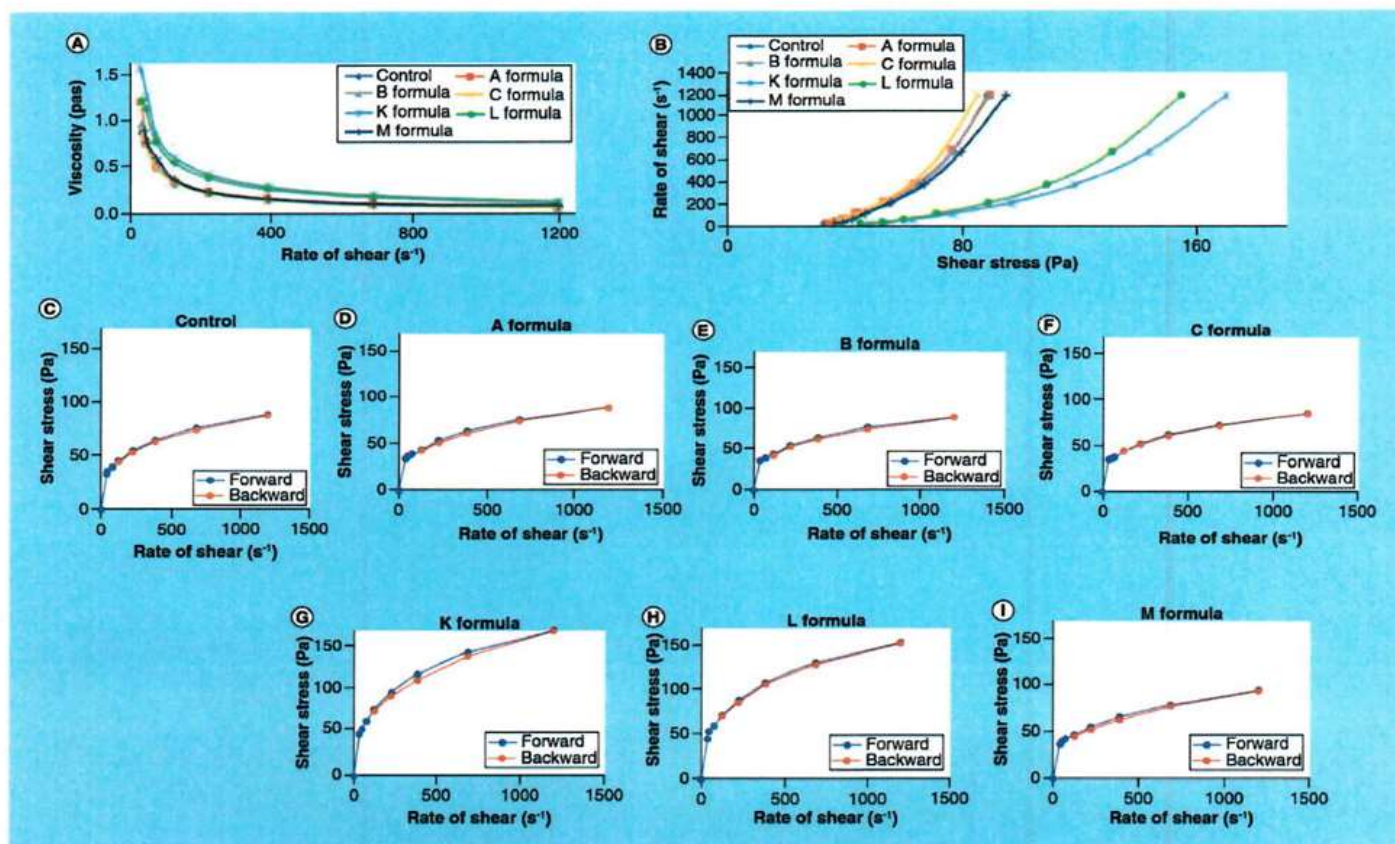 A
Viscosity (pas)
1.5
1.0
0.5
0.0
0 400 800 1200
Rate of shear (s⁻¹)
Control A formula
B formula C formula
K formula L formula
M formula
B
Control A formula
B formula C formula
K formula L formula
M formula
Rate of shear (s⁻¹)
1400
1200
1000
800
600
400
200
0
0 80 160
Shear stress (Pa)
C
Control
Shear stress (Pa)
150
100
50
0
0 500 1000 1500
Rate of shear (s⁻¹)
Forward
Backward
D
A formula
Shear stress (Pa)
150
100
50
0
0 500 1000 1500
Rate of shear (s⁻¹)
Forward
Backward
E
B formula
Shear stress (Pa)
150
100
50
0
0 500 1000 1500
Rate of shear (s⁻¹)
Forward
Backward
F
C formula
Shear stress (Pa)
150
100
50
0
0 500 1000 1500
Rate of shear (s⁻¹)
Forward
Backward
G
K formula
Shear stress (Pa)
150
100
50
0
0 500 1000 1500
Rate of shear (s⁻¹)
Forward
Backward
H
L formula
Shear stress (Pa)
150
100
50
0
0 500 1000 1500
Rate of shear (s⁻¹)
Forward
Backward
I
M formula
Shear stress (Pa)
150
100
50
0
0 500 1000 1500
Rate of shear (s⁻¹)
Forward
Backward